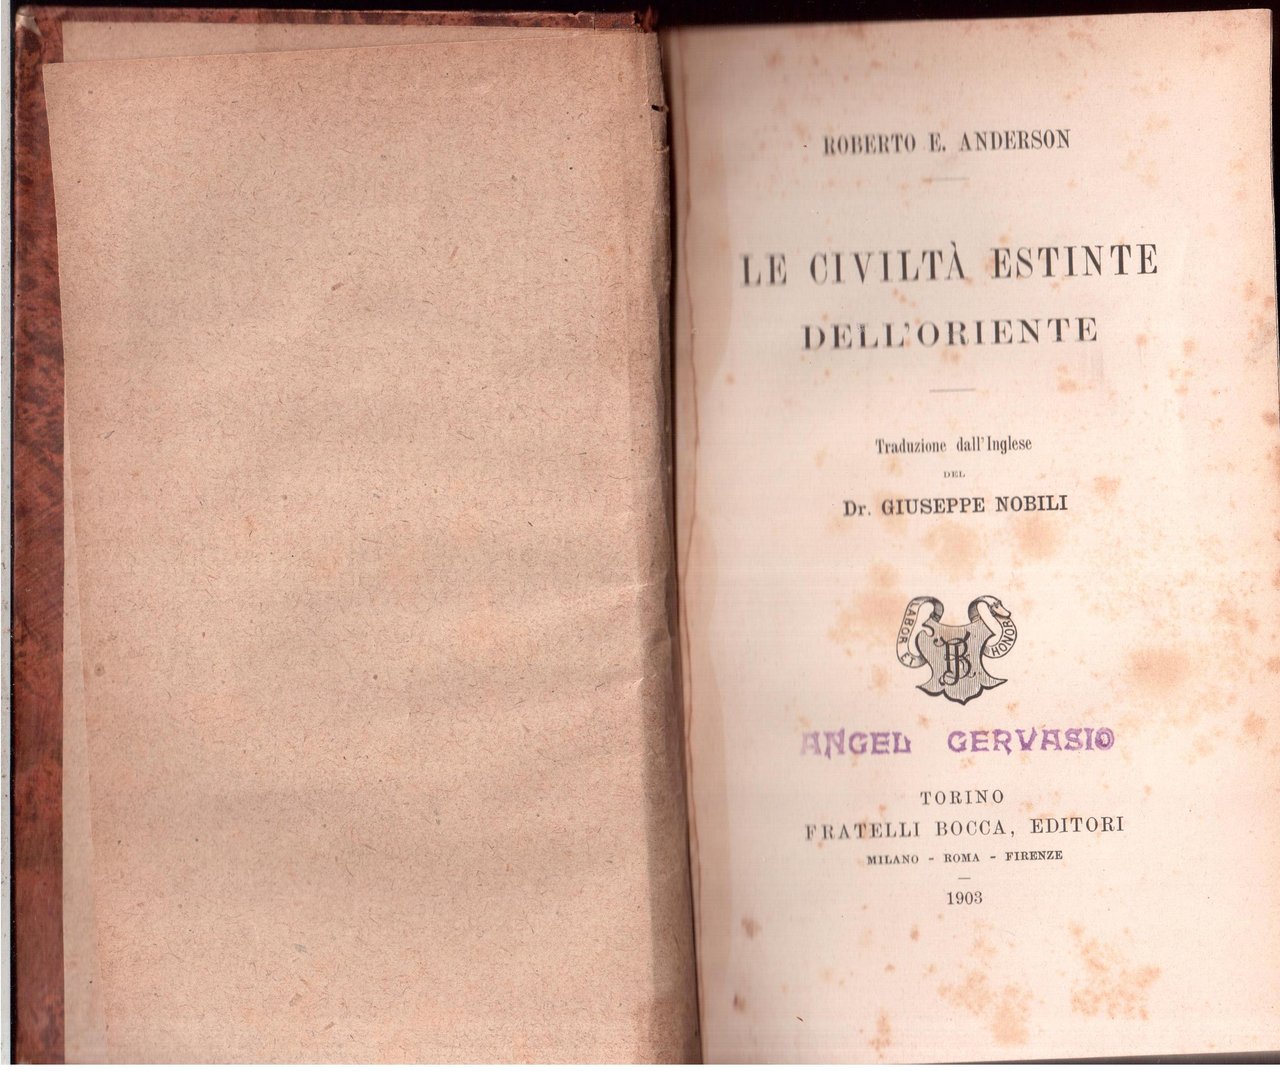 ROBERTO E. ANDERSON
LE CIVILTÀ ESTINTE
DELL'ORIENTE
Traduzione dall'Inglese
DEL
Dr. GIUSEPPE NOBILI
LABOR ET
HONOR
FB
ANGEL GERVASIO
TORINO
FRATELLI BOCCA, EDITORI
MILANO - ROMA - FIRENZE
1903